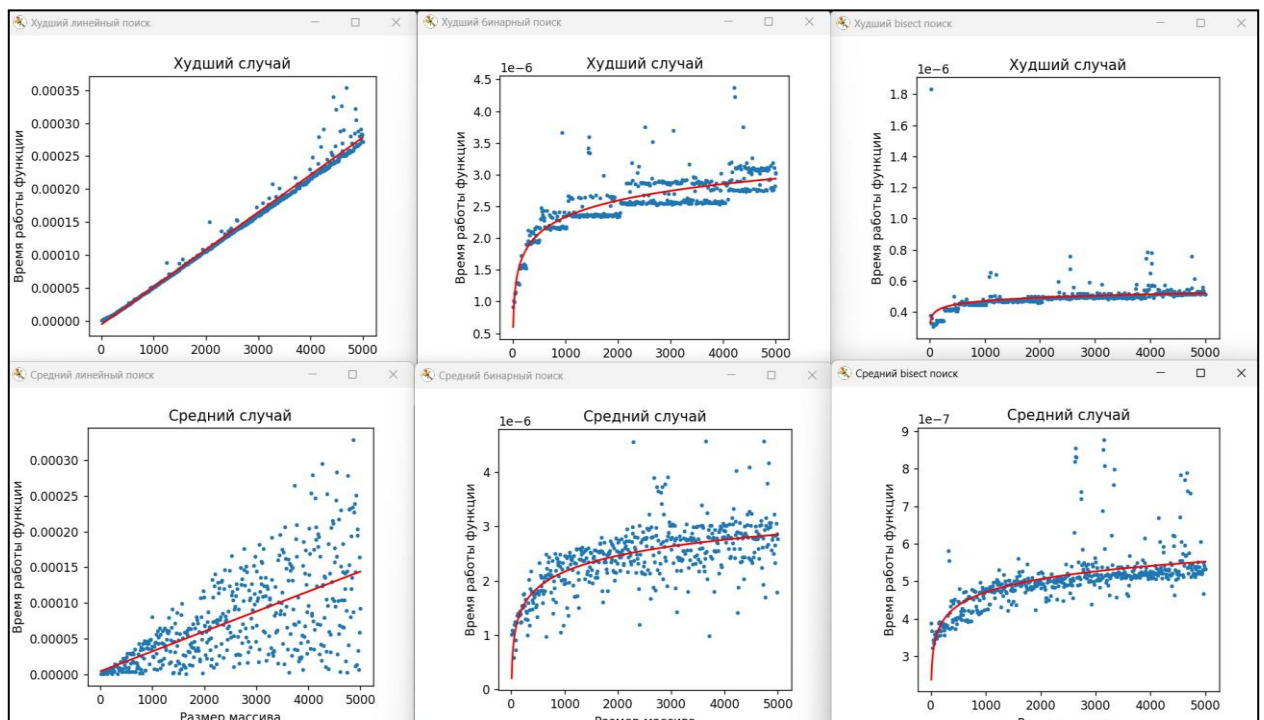 Худший линейный поиск
Худший случай
Время работы функции
0.00035
0.00030
0.00025
0.00020
0.00015
0.00010
0.00005
0.00000
0 1000 2000 3000 4000 5000
Худший бинарный поиск
Худший случай
1e−6
Время работы функции
4.5
4.0
3.5
3.0
2.5
2.0
1.5
1.0
0.5
0 1000 2000 3000 4000 5000
Худший bisect поиск
Худший случай
1e−6
Время работы функции
1.8
1.6
1.4
1.2
1.0
0.8
0.6
0.4
0 1000 2000 3000 4000 5000
Средний линейный поиск
Средний случай
Время работы функции
0.00030
0.00025
0.00020
0.00015
0.00010
0.00005
0.00000
0 1000 2000 3000 4000 5000
Размер массива
Средний бинарный поиск
Средний случай
1e−6
Время работы функции
4
3
2
1
0
0 1000 2000 3000 4000 5000
Средний bisect поиск
Средний случай
1e−7
Время работы функции
9
8
7
6
5
4
3
0 1000 2000 3000 4000 5000